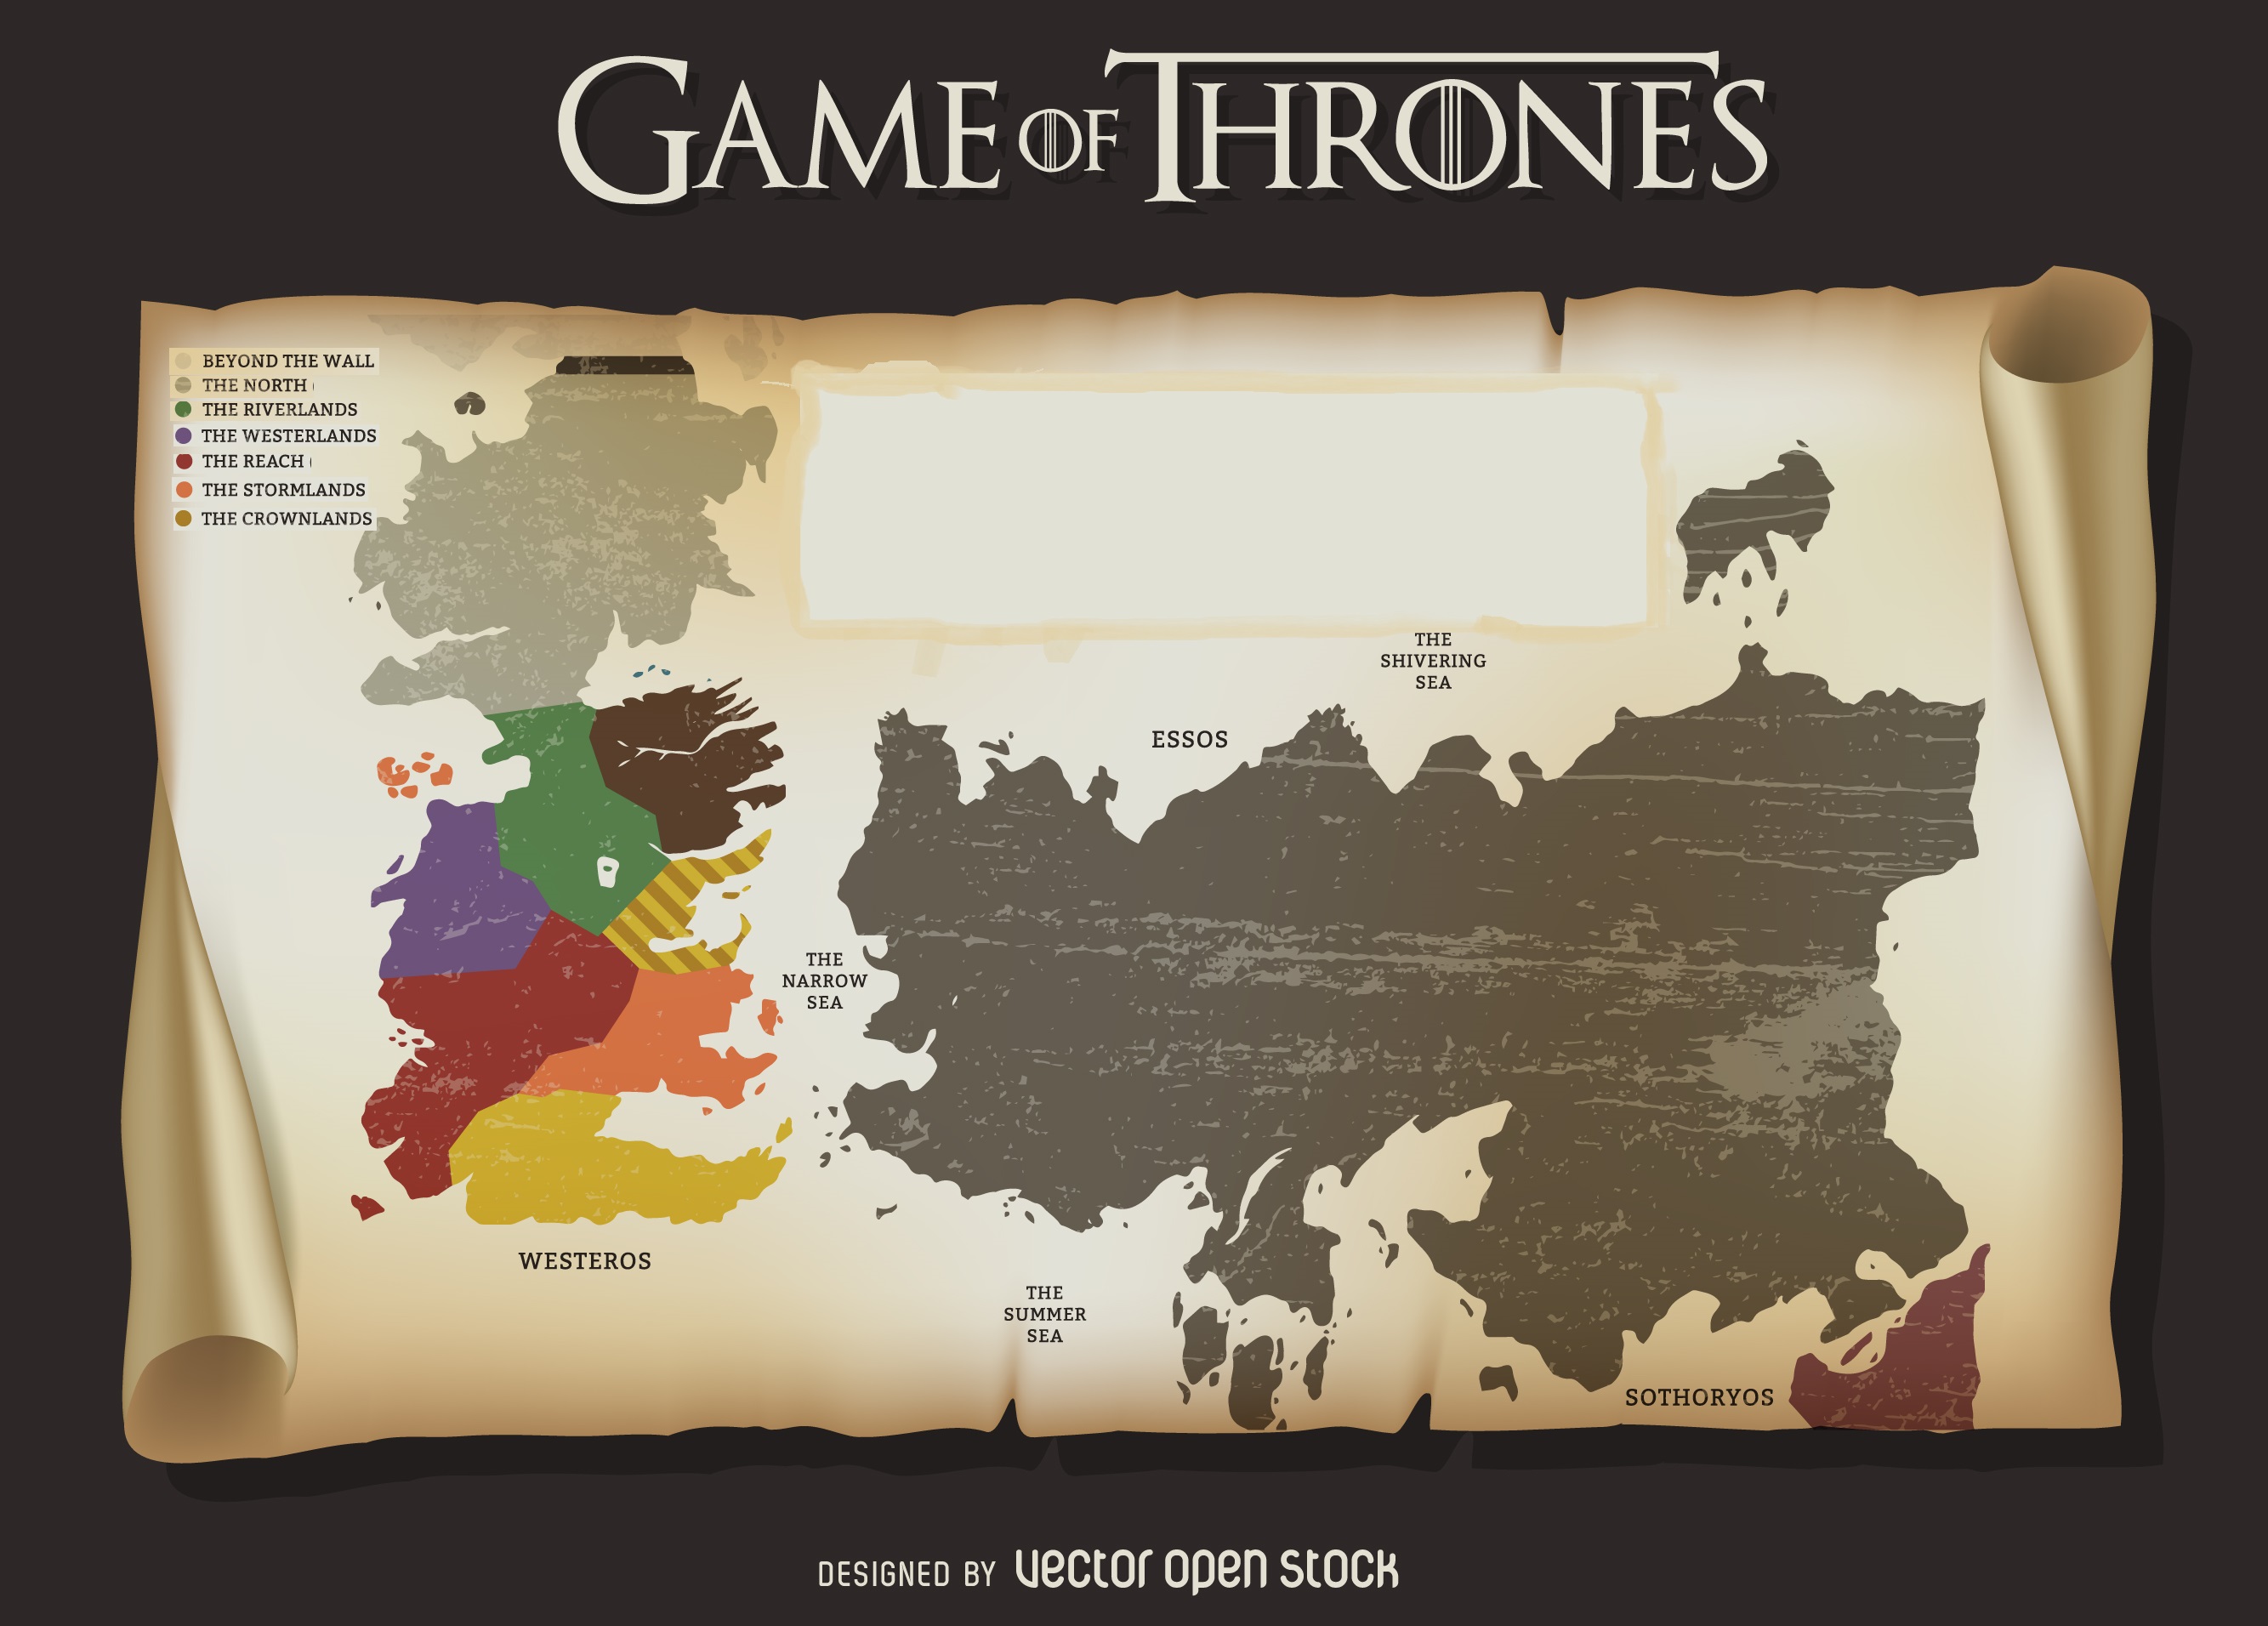 GAME OF THRONES
BEYOND THE WALL
THE NORTH
THE RIVERLANDS
THE WESTERLANDS
THE REACH
THE STORMLANDS
THE CROWNLANDS
THE
SHIVERING
SEA
ESSOS
THE
NARROW
SEA
WESTEROS
THE
SUMMER
SEA
SOTHORYOS
DESIGNED BY vector open stock